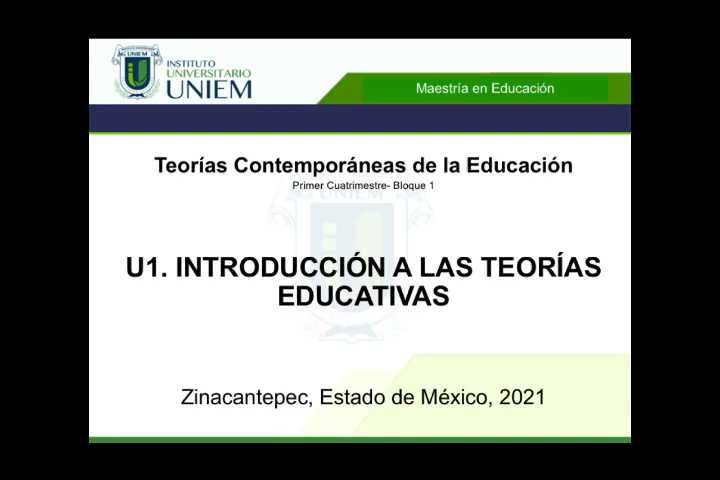 UNIEM
INSTITUTO
UNIVERSITARIO
UNIEM
Maestría en Educación
Teorías Contemporáneas de la Educación
Primer Cuatrimestre- Bloque 1
UNIEM
U1. INTRODUCCIÓN A LAS TEORÍAS
EDUCATIVAS
Zinacantepec, Estado de México, 2021